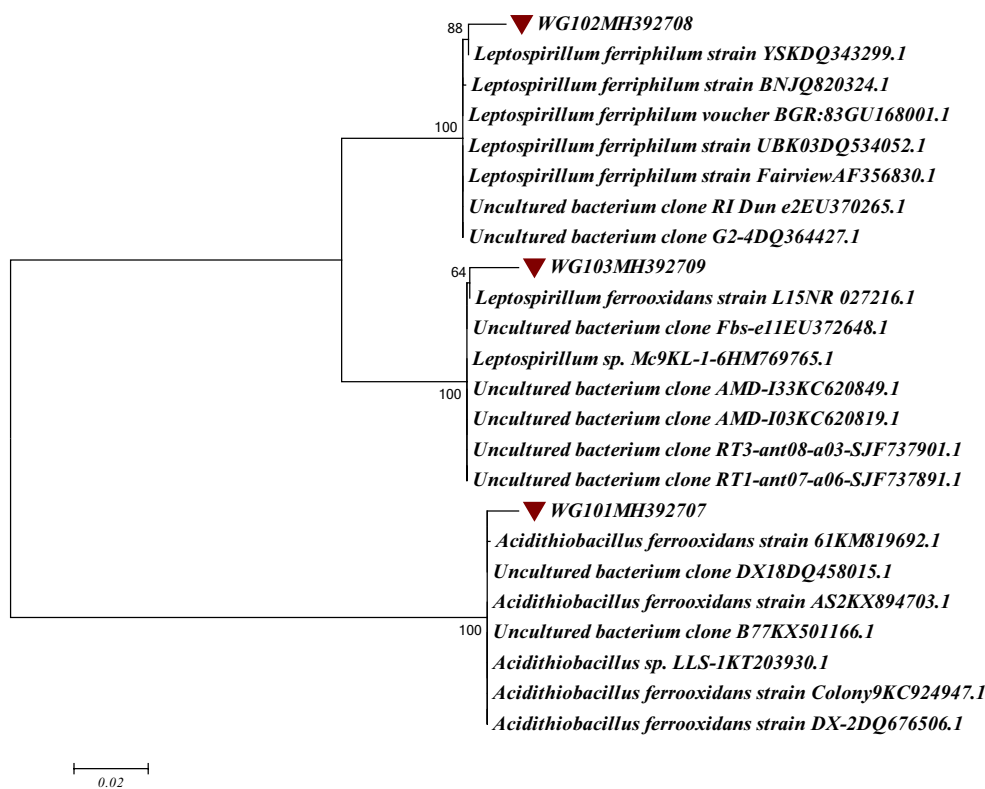 88
WG102MH392708
Leptospirillum ferriphilum strain YSKDQ343299.1
Leptospirillum ferriphilum strain BNJQ820324.1
Leptospirillum ferriphilum voucher BGR:83GU168001.1
100
Leptospirillum ferriphilum strain UBK03DQ534052.1
Leptospirillum ferriphilum strain FairviewAF356830.1
Uncultured bacterium clone RI Dun e2EU370265.1
Uncultured bacterium clone G2-4DQ364427.1
64
WG103MH392709
Leptospirillum ferrooxidans strain L15NR 027216.1
Uncultured bacterium clone Fbs-e11EU372648.1
Leptospirillum sp. Mc9KL-1-6HM769765.1
Uncultured bacterium clone AMD-I33KC620849.1
100
Uncultured bacterium clone AMD-I03KC620819.1
Uncultured bacterium clone RT3-ant08-a03-SJF737901.1
Uncultured bacterium clone RT1-ant07-a06-SJF737891.1
WG101MH392707
Acidithiobacillus ferrooxidans strain 61KM819692.1
Uncultured bacterium clone DX18DQ458015.1
Acidithiobacillus ferrooxidans strain AS2KX894703.1
100
Uncultured bacterium clone B77KX501166.1
Acidithiobacillus sp. LLS-1KT203930.1
Acidithiobacillus ferrooxidans strain Colony9KC924947.1
Acidithiobacillus ferrooxidans strain DX-2DQ676506.1
0.02